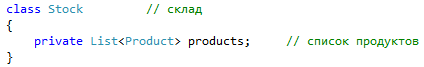 class Stock        // склад
{
    private List<Product> products;     // список продуктов
}